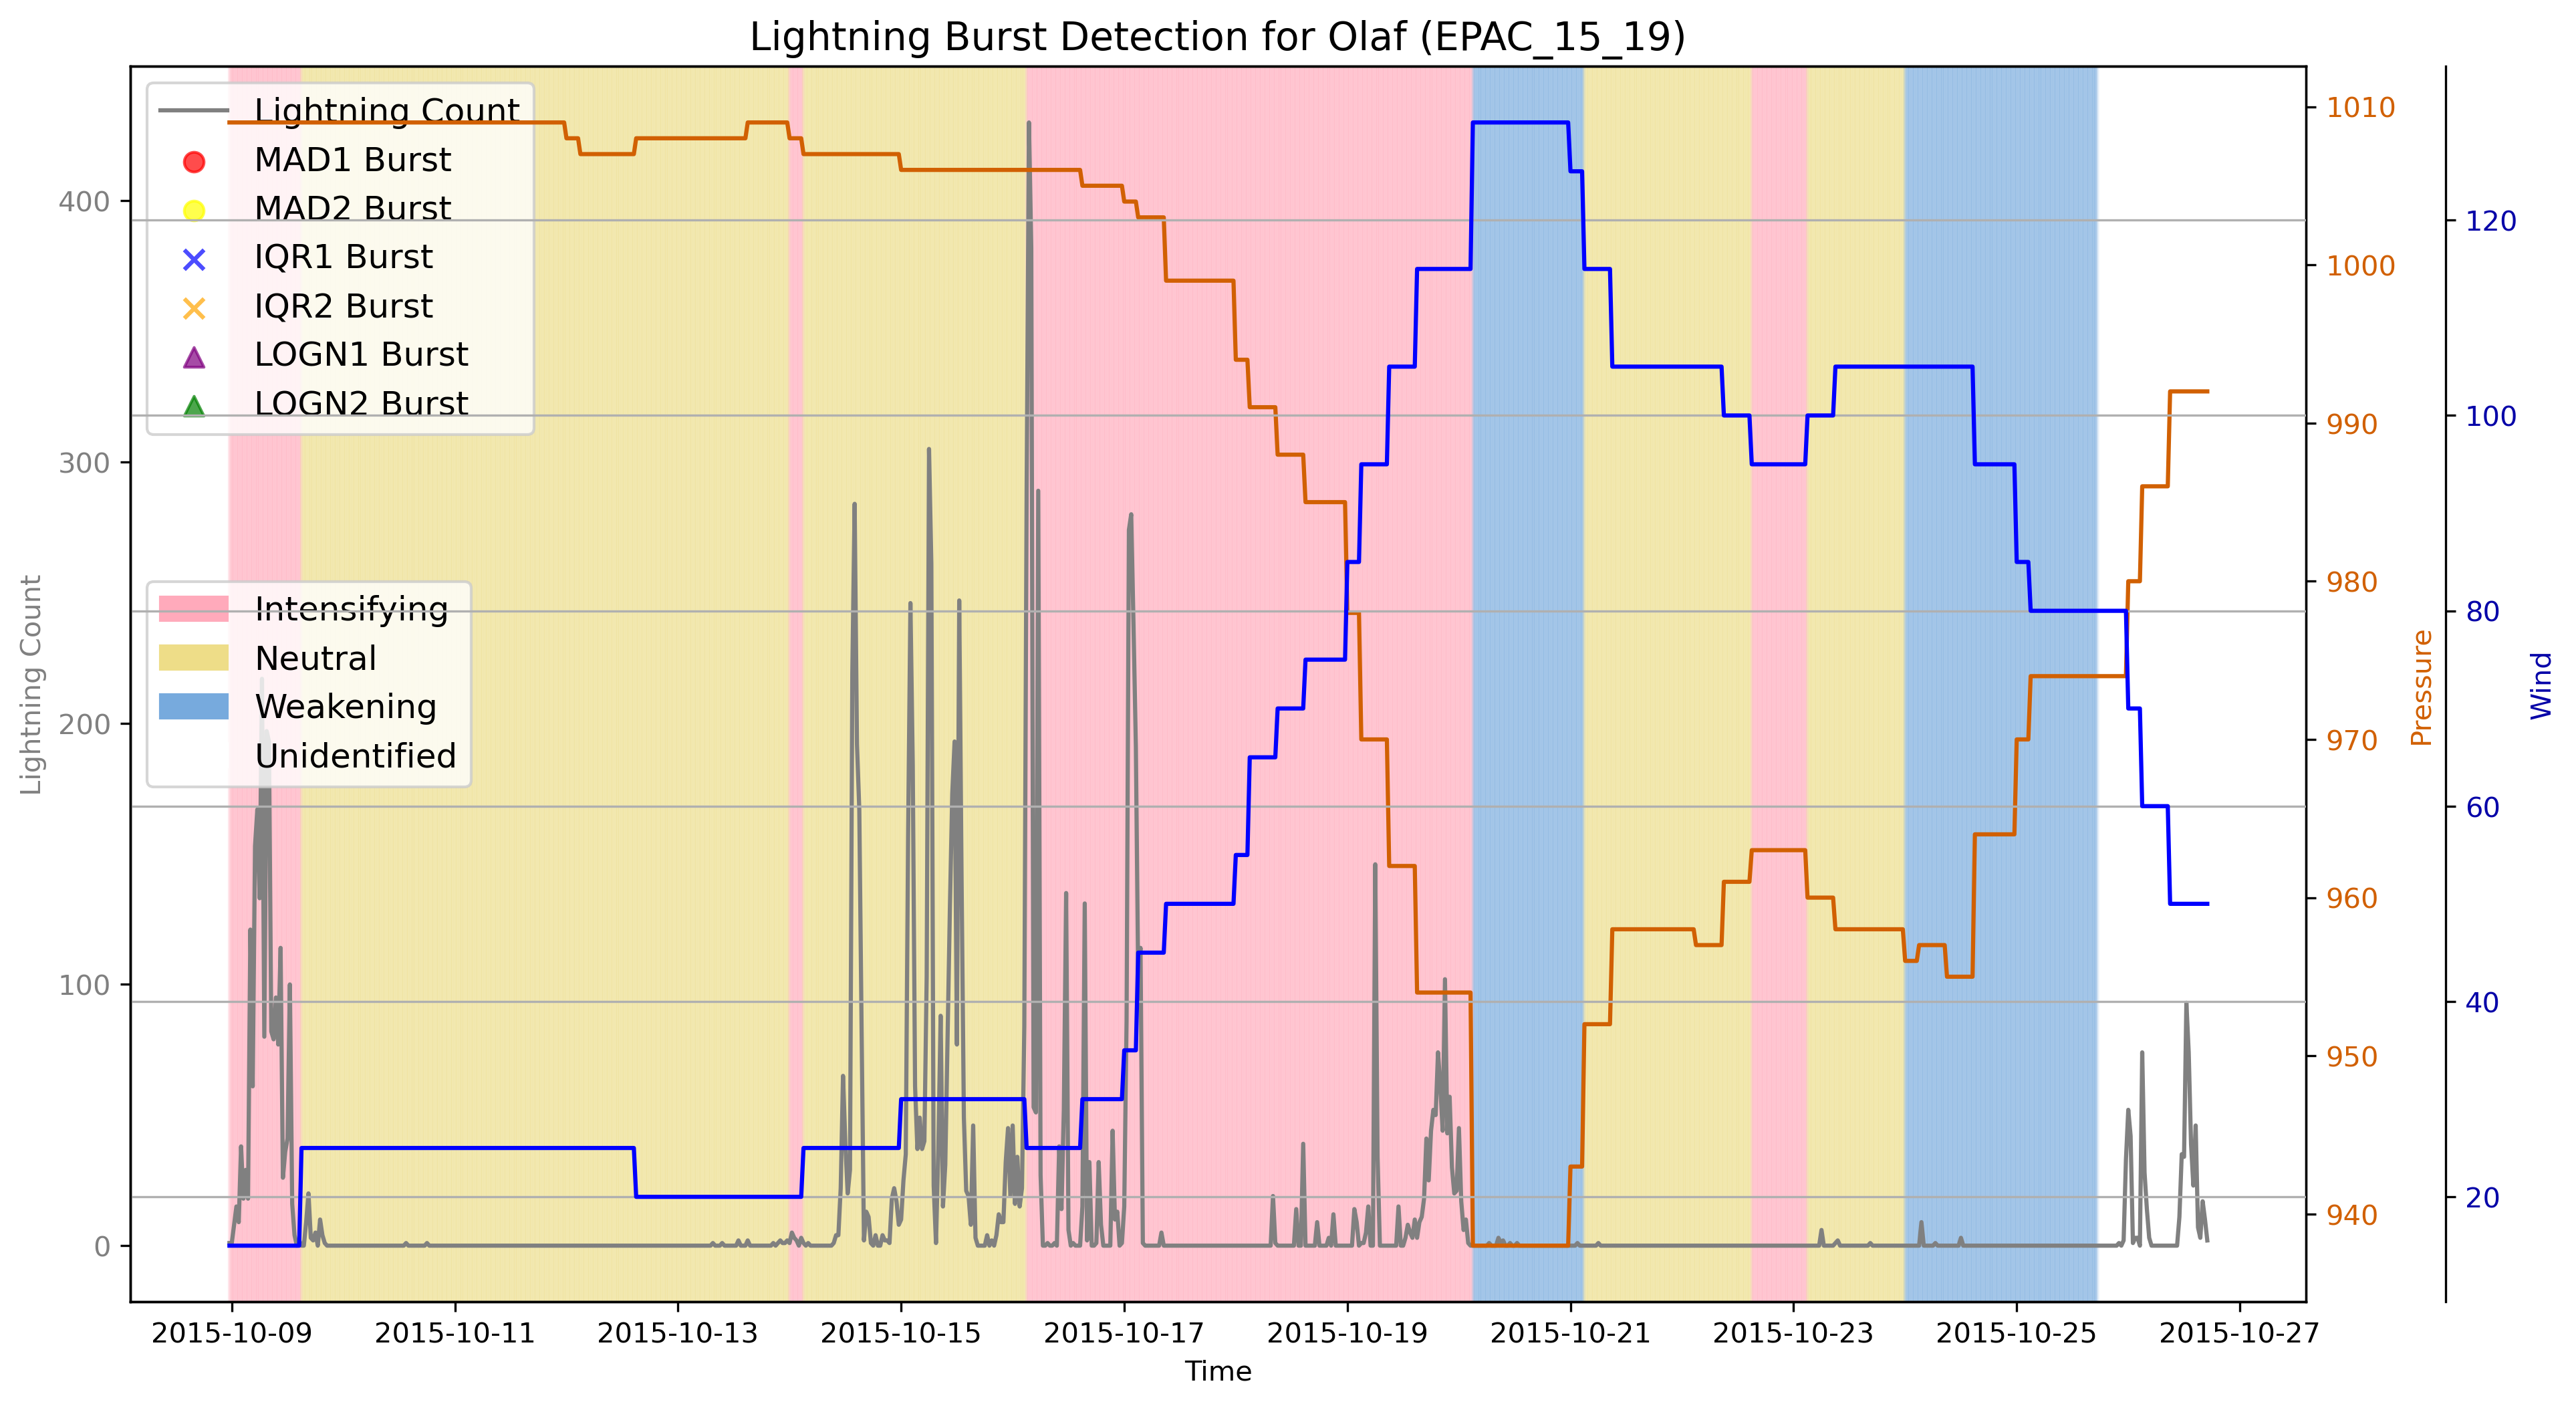 Lightning Burst Detection for Olaf (EPAC_15_19)
Lightning Count
MAD1 Burst
MAD2 Burst
IQR1 Burst
IQR2 Burst
LOGN1 Burst
LOGN2 Burst
Intensifying
Neutral
Weakening
Unidentified
Lightning Count
400
300
200
100
0
1010
1000
990
980
970
960
950
940
Pressure
120
100
80
60
40
20
Wind
2015-10-09 2015-10-11 2015-10-13 2015-10-15 2015-10-17 2015-10-19 2015-10-21 2015-10-23 2015-10-25 2015-10-27
Time